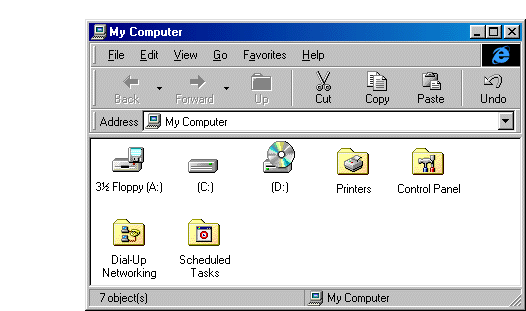 My Computer
File Edit View Go Favorites Help
Back Forward Up Cut Copy Paste Undo
Address My Computer
3½ Floppy (A:) (C:) (D:) Printers Control Panel
Dial-Up Networking Scheduled Tasks
7 object(s) My Computer